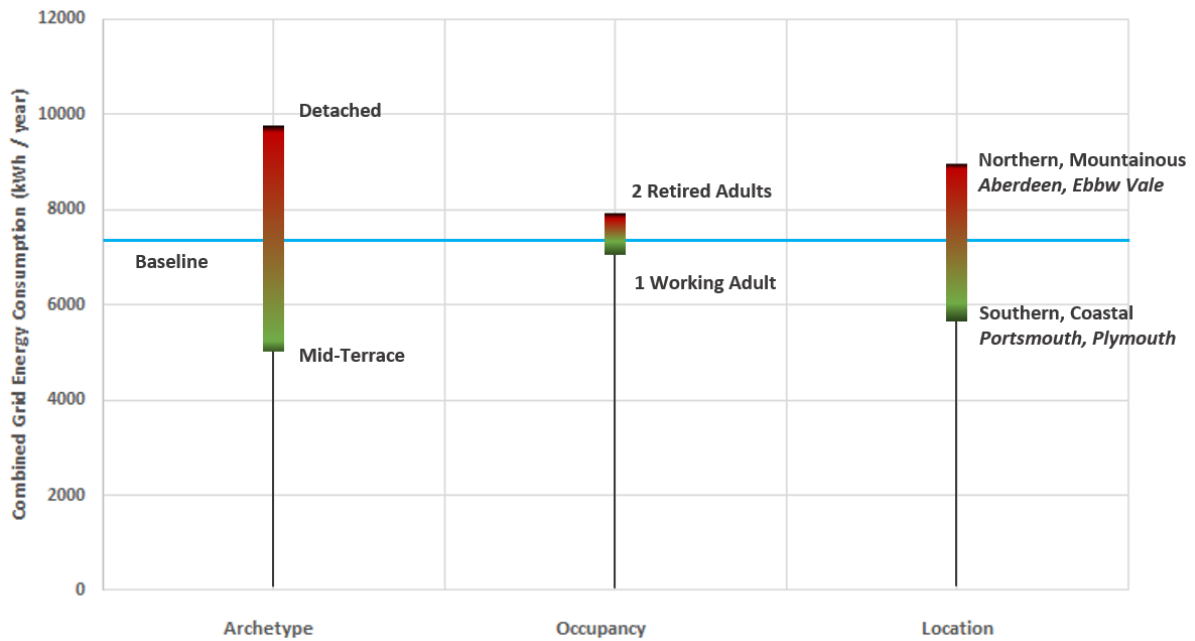 12000
10000
8000
6000
4000
2000
0
Combined Grid Energy Consumption (kWh / year)
Detached
Mid-Terrace
Baseline
2 Retired Adults
1 Working Adult
Northern, Mountainous
Aberdeen, Ebbw Vale
Southern, Coastal
Portsmouth, Plymouth
Archetype
Occupancy
Location